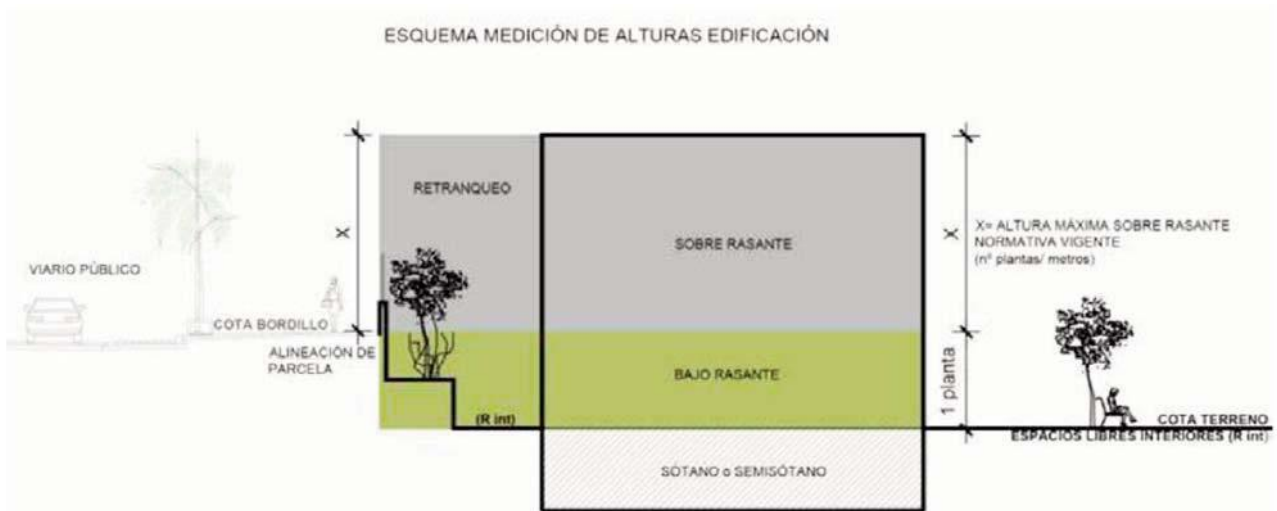 ESQUEMA MEDICIÓN DE ALTURAS EDIFICACIÓN
RETRANQUEO
X
SOBRE RASANTE
X
X= ALTURA MÁXIMA SOBRE RASANTE
NORMATIVA VIGENTE
(nº plantas/ metros)
VIARIO PÚBLICO
COTA BORDILLO
ALINEACIÓN DE
PARCELA
BAJO RASANTE
1 planta
(R int)
COTA TERRENO
ESPACIOS LIBRES INTERIORES (R int)
SÓTANO o SEMISÓTANO